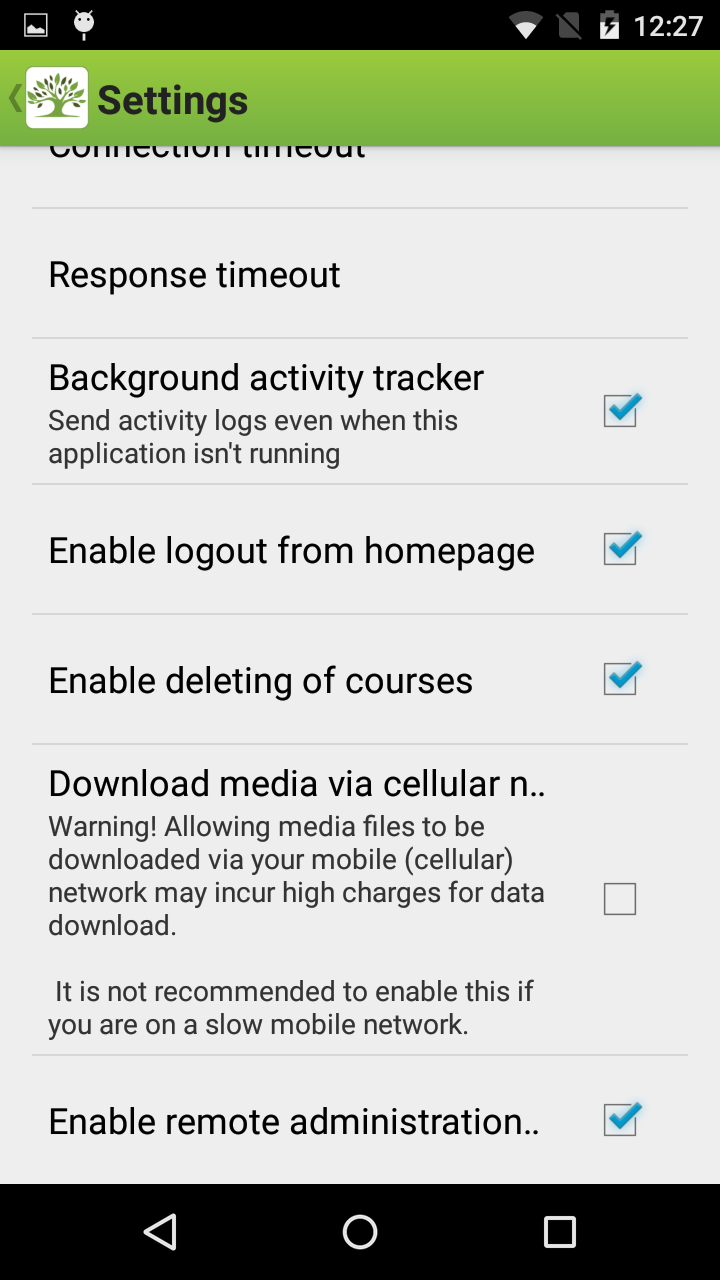 12:27
Settings
Connection timeout
Response timeout
Background activity tracker
Send activity logs even when this
application isn't running
Enable logout from homepage
Enable deleting of courses
Download media via cellular n..
Warning! Allowing media files to be
downloaded via your mobile (cellular)
network may incur high charges for data
download.
It is not recommended to enable this if
you are on a slow mobile network.
Enable remote administration..